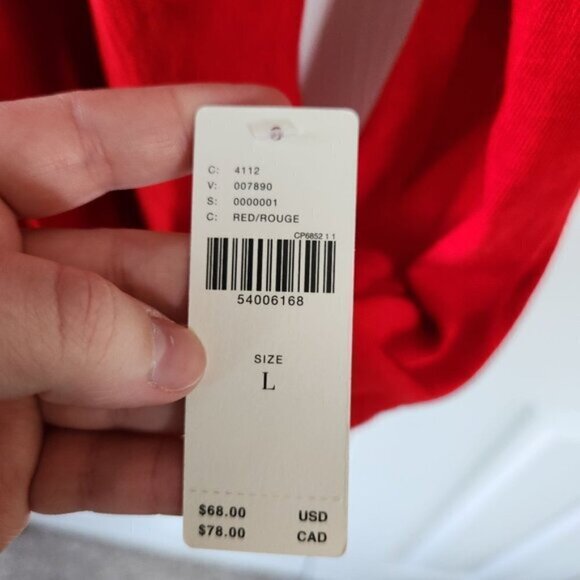 C: 4112
V: 007890
S: 0000001
C: RED/ROUGE
CP6852 1 1
54006168
SIZE
L
$68.00 USD
$78.00 CAD